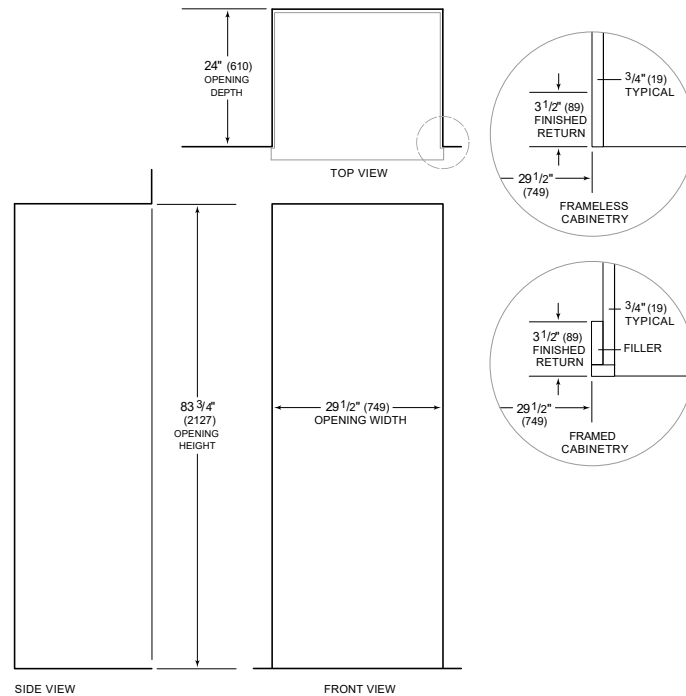 24" (610)
OPENING
DEPTH
TOP VIEW
3/4" (19)
TYPICAL
3 1/2" (89)
FINISHED
RETURN
29 1/2"
(749)
FRAMELESS
CABINETRY
3/4" (19)
TYPICAL
3 1/2" (89)
FINISHED
RETURN
FILLER
29 1/2"
(749)
FRAMED
CABINETRY
83 3/4"
(2127)
OPENING
HEIGHT
29 1/2" (749)
OPENING WIDTH
SIDE VIEW
FRONT VIEW